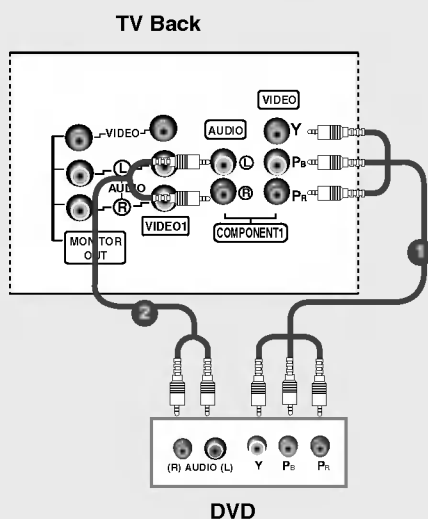 TV Back
VIDEO
VIDEO
AUDIO
Y
L
L
PB
AUDIO
R
R
PR
VIDEO1
COMPONENT1
MONITOR
OUT
1
2
(R) AUDIO (L)
Y
PB
PR
DVD